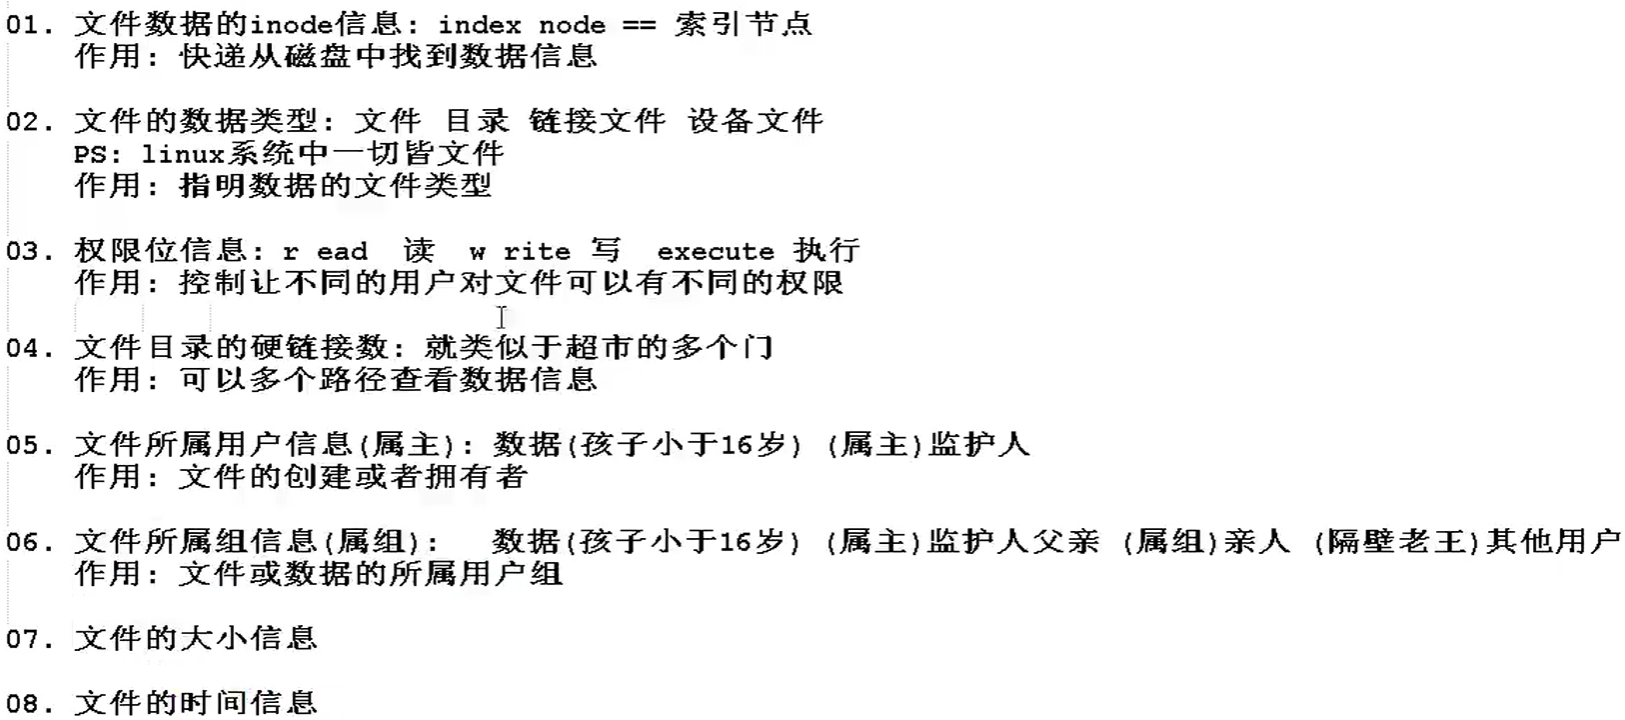 01. 文件数据的inode信息: index node == 索引节点
作用: 快递从磁盘中找到数据信息
02. 文件的数据类型: 文件 目录 链接文件 设备文件
PS: linux系统中一切皆文件
作用: 指明数据的文件类型
03. 权限位信息: r ead 读 w rite 写 execute 执行
作用: 控制让不同的用户对文件可以有不同的权限
04. 文件目录的硬链接数: 就类似于超市的多个门
作用: 可以多个路径查看数据信息
05. 文件所属用户信息(属主): 数据(孩子小于16岁) (属主)监护人
作用: 文件的创建或者拥有者
06. 文件所属组信息(属组): 数据(孩子小于16岁) (属主)监护人父亲 (属组)亲人 (隔壁老王)其他用户
作用: 文件或数据的所属用户组
07. 文件的大小信息
08. 文件的时间信息